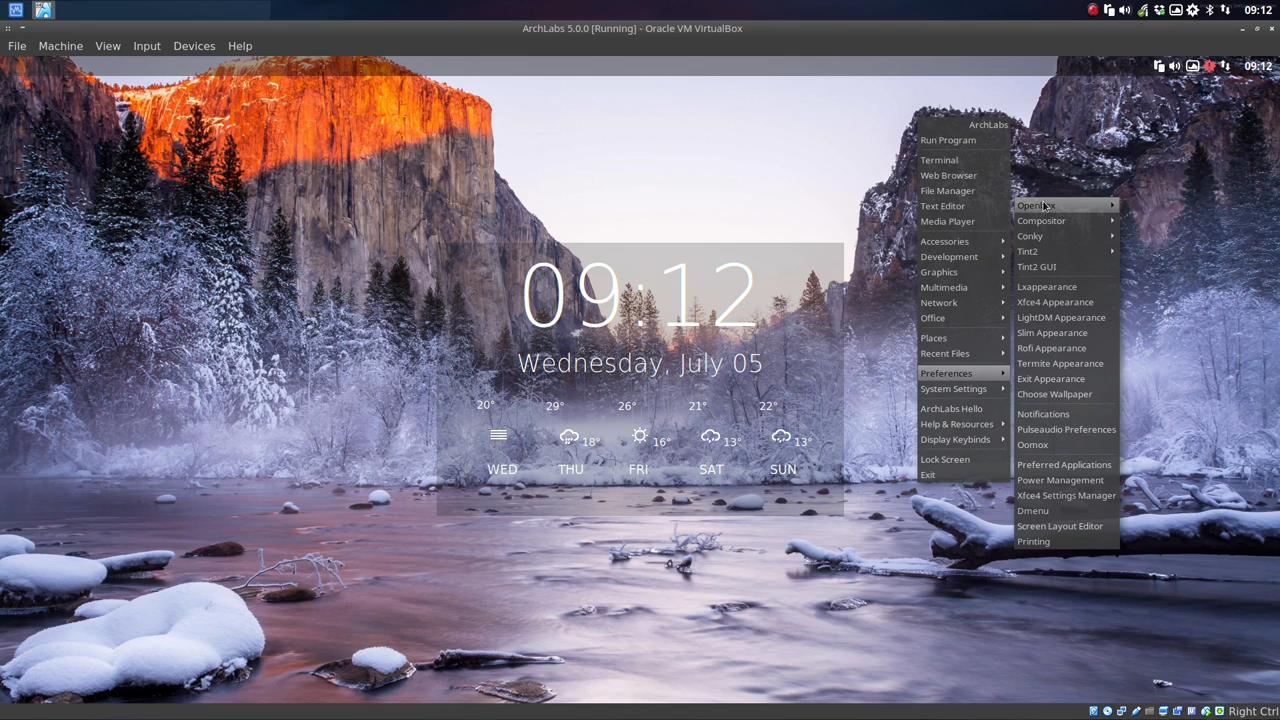 09:12
ArchLabs 5.0.0 [Running] - Oracle VM VirtualBox
File Machine View Input Devices Help
09:12
ArchLabs
Run Program
Terminal
Web Browser
File Manager
Text Editor
Media Player
Accessories
Development
Graphics
Multimedia
Network
Office
Places
Recent Files
Preferences
System Settings
ArchLabs Hello
Help & Resources
Display Keybinds
Lock Screen
Exit
Openbox
Compositor
Conky
Tint2
Tint2 GUI
Lxappearance
Xfce4 Appearance
LightDM Appearance
Slim Appearance
Rofi Appearance
Termite Appearance
Exit Appearance
Choose Wallpaper
Notifications
Pulseaudio Preferences
Oomox
Preferred Applications
Power Management
Xfce4 Settings Manager
Dmenu
Screen Layout Editor
Printing
09:12
Wednesday, July 05
20° 29° 26° 21° 22°
18° 16° 13° 13°
WED THU FRI SAT SUN
Right Ctrl